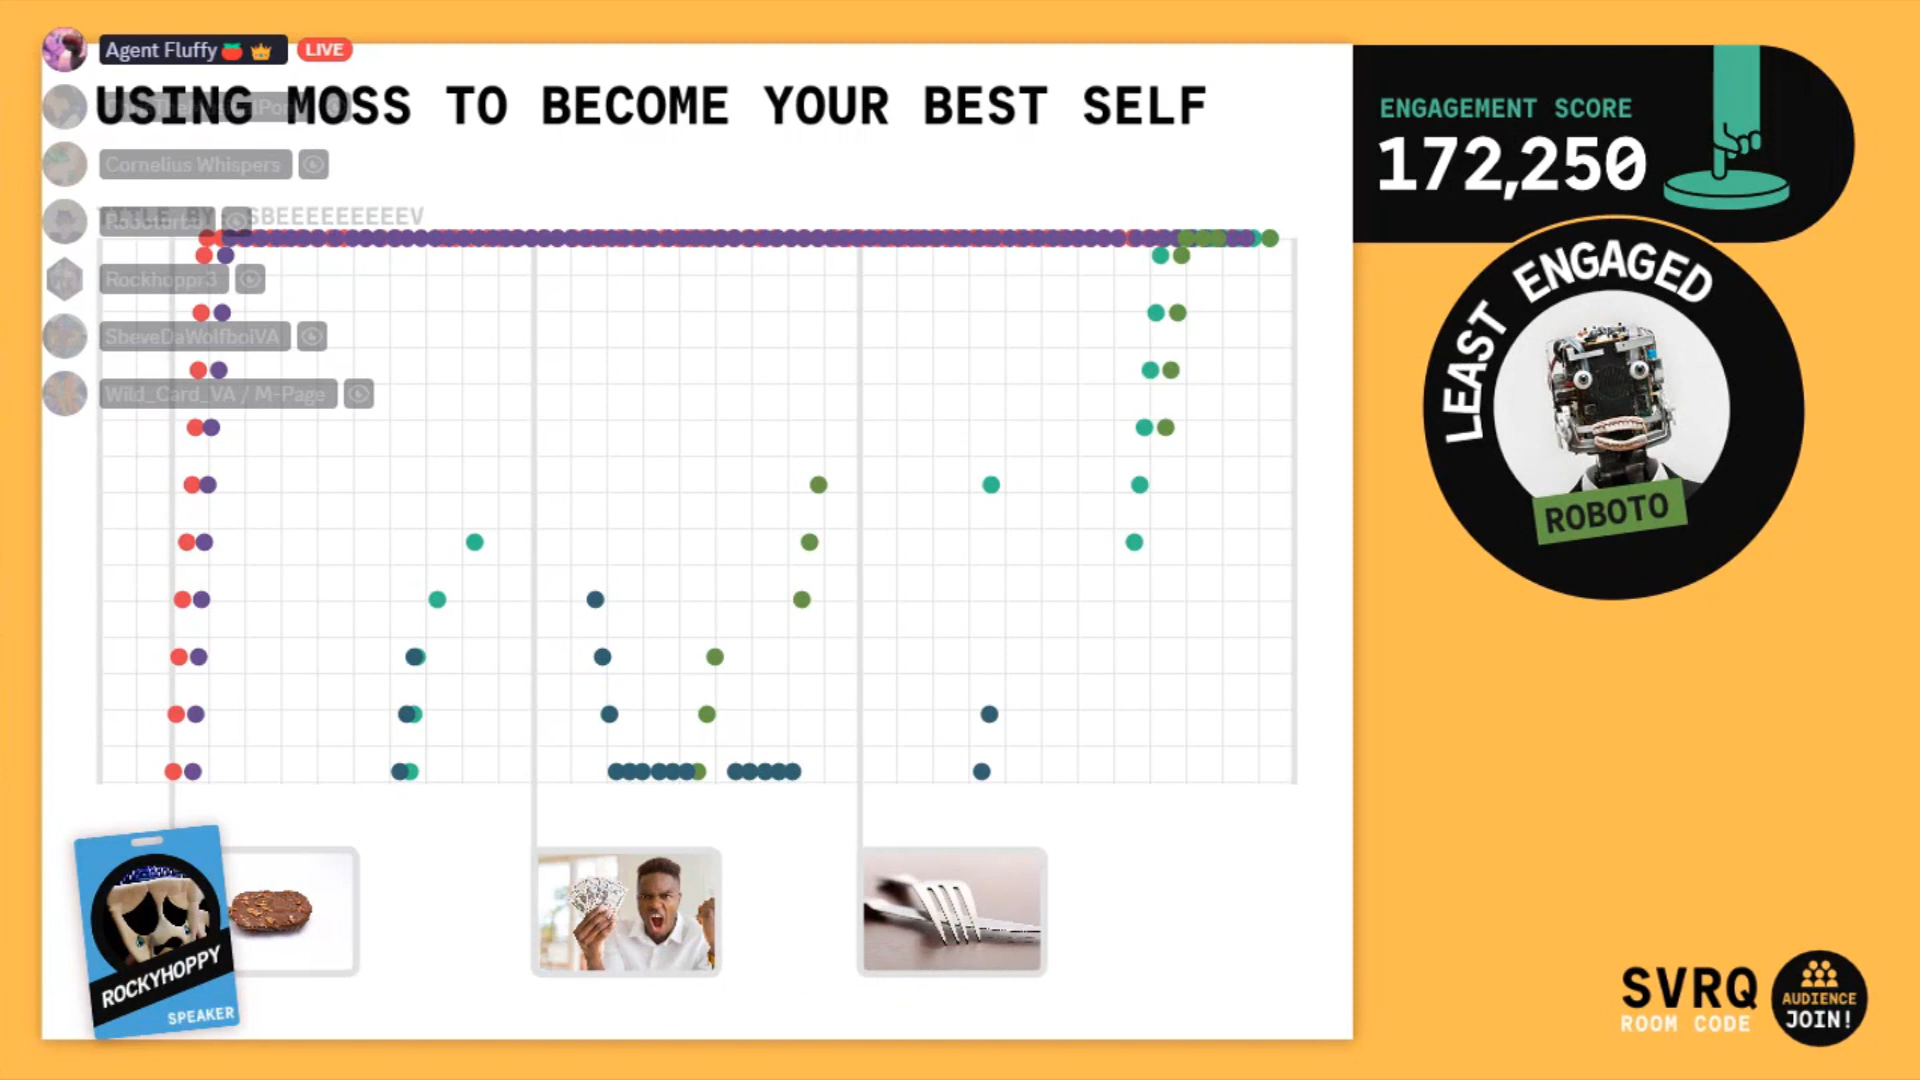 Agent Fluffy
LIVE
USING MOSS TO BECOME YOUR BEST SELF
Cornelius Whispers
SBEEEEEEEEEV
Rockhoppr3
SbeveDaWolfboiVA
Wild_Card_VA / M-Page
ENGAGEMENT SCORE
172,250
LEAST ENGAGED
ROBOTO
ROCKYHOPPY
SPEAKER
SVRQ
ROOM CODE
AUDIENCE
JOIN!